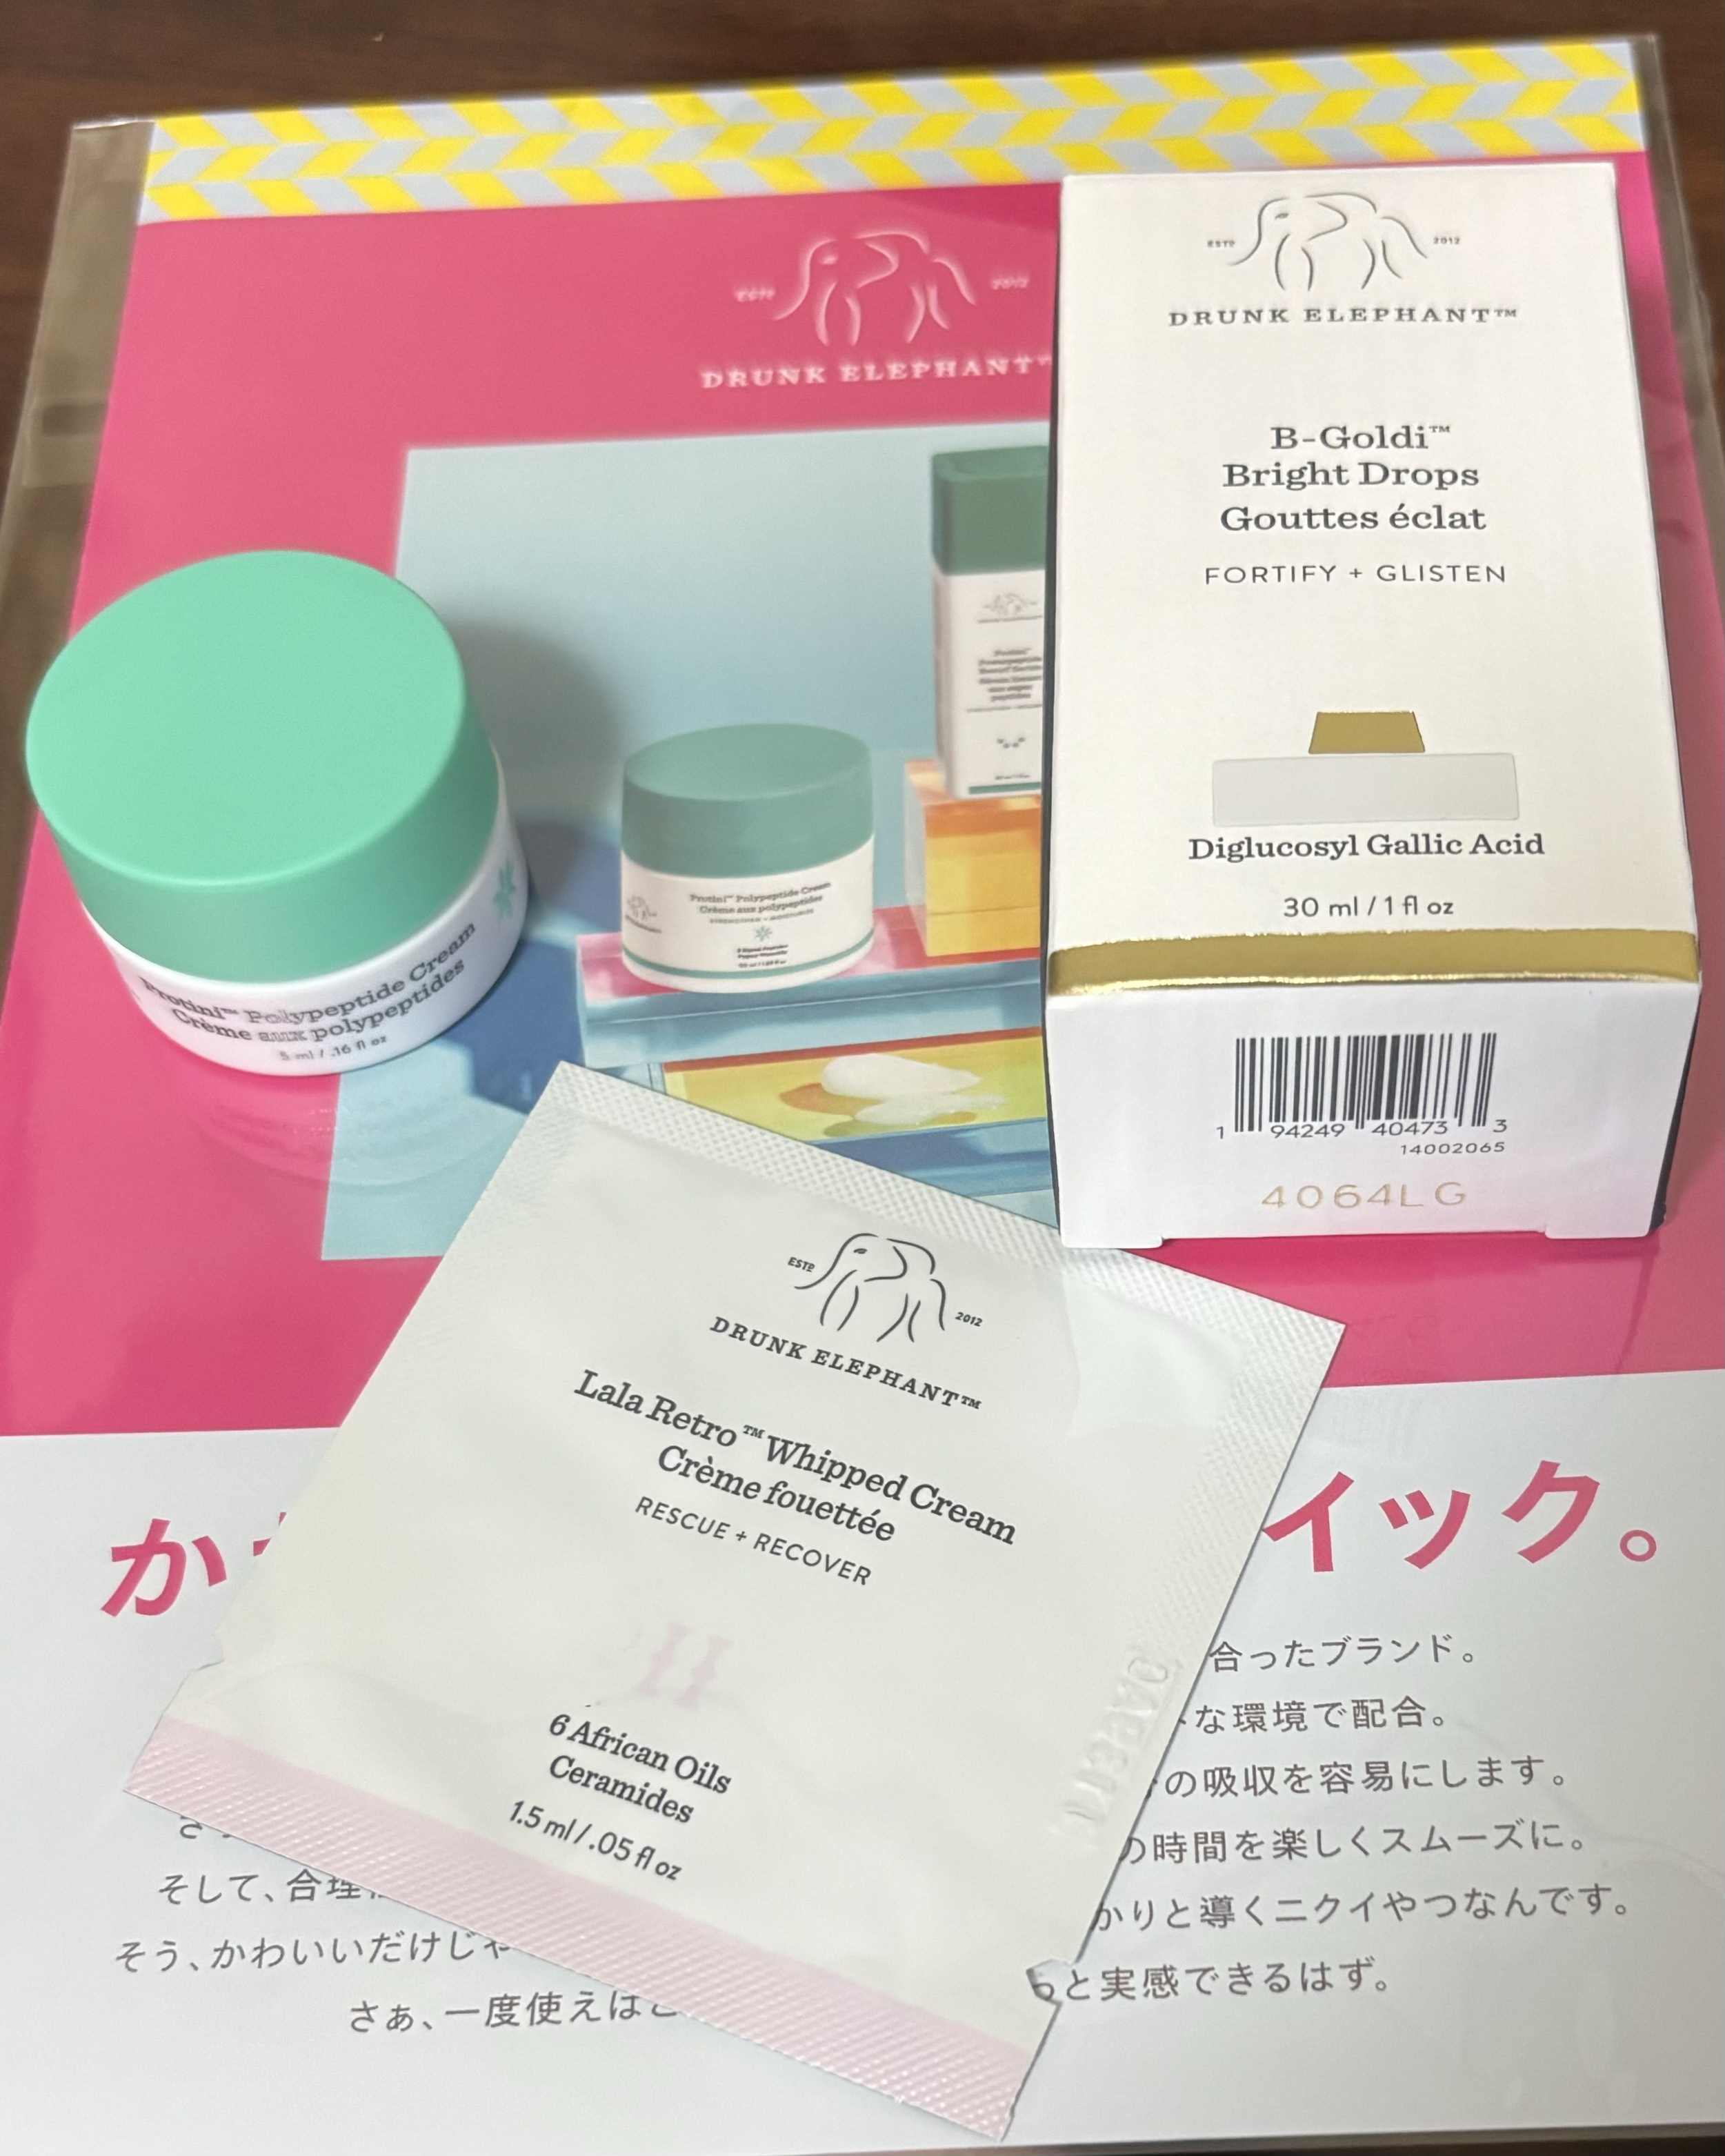 ESTD 2012
DRUNK ELEPHANT™
ESTD 2012
DRUNK ELEPHANT™
B-Goldi™
Bright Drops
Gouttes éclat
FORTIFY + GLISTEN
Diglucosyl Gallic Acid
30 ml / 1 fl oz
1 94249 40473 3
14002065
4064LG
Protini™ Polypeptide Cream
Crème aux polypeptides
5 ml / .16 fl oz
Protini™ Polypeptide Cream
Crème aux polypeptides
ESTD 2012
DRUNK ELEPHANT™
Lala Retro™ Whipped Cream
Crème fouettée
RESCUE + RECOVER
6 African Oils
Ceramides
1.5 ml / .05 fl oz
か イック。
合ったブランド。
な環境で配合。
の吸収を容易にします。
の時間を楽しくスムーズに。
そして、合理 かりと導くニクイやつなんです。
そう、かわいいだけじゃ っと実感できるはず。
さぁ、一度使えば